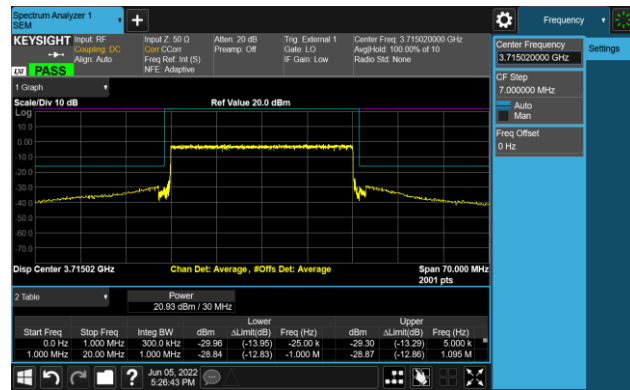 Spectrum Analyzer 1
SEM
+
Frequency
KEYSIGHT
Input: RF
Coupling: DC
Align: Auto
Input Z: 50 Ω
Corr CCorr
Freq Ref: Int (S)
NFE: Adaptive
Atten: 20 dB
Preamp: Off
Trig: External 1
Gate: LO
IF Gain: Low
Center Freq: 3.715020000 GHz
Avg|Hold: 100.00% of 10
Radio Std: None
LXI PASS
Center Frequency
3.715020000 GHz
Settings
CF Step
7.000000 MHz
Auto
Man
Freq Offset
0 Hz
1 Graph
Scale/Div 10 dB
Ref Value 20.0 dBm
Log
10.0
0.00
-10.0
-20.0
-30.0
-40.0
-50.0
-60.0
-70.0
Disp Center 3.71502 GHz
Chan Det: Average , #Offs Det: Average
Span 70.000 MHz
2001 pts
2 Table
Power
20.93 dBm / 30 MHz
Lower Upper
Start Freq Stop Freq Integ BW dBm ΔLimit(dB) Freq (Hz) dBm ΔLimit(dB) Freq (Hz)
0.0 Hz 1.000 MHz 300.0 kHz -29.96 (-13.95) -25.00 k -29.30 (-13.29) 5.000 k
1.000 MHz 20.00 MHz 1.000 MHz -28.84 (-12.83) -1.000 M -28.87 (-12.86) 1.095 M
?
Jun 05, 2022
5:26:43 PM